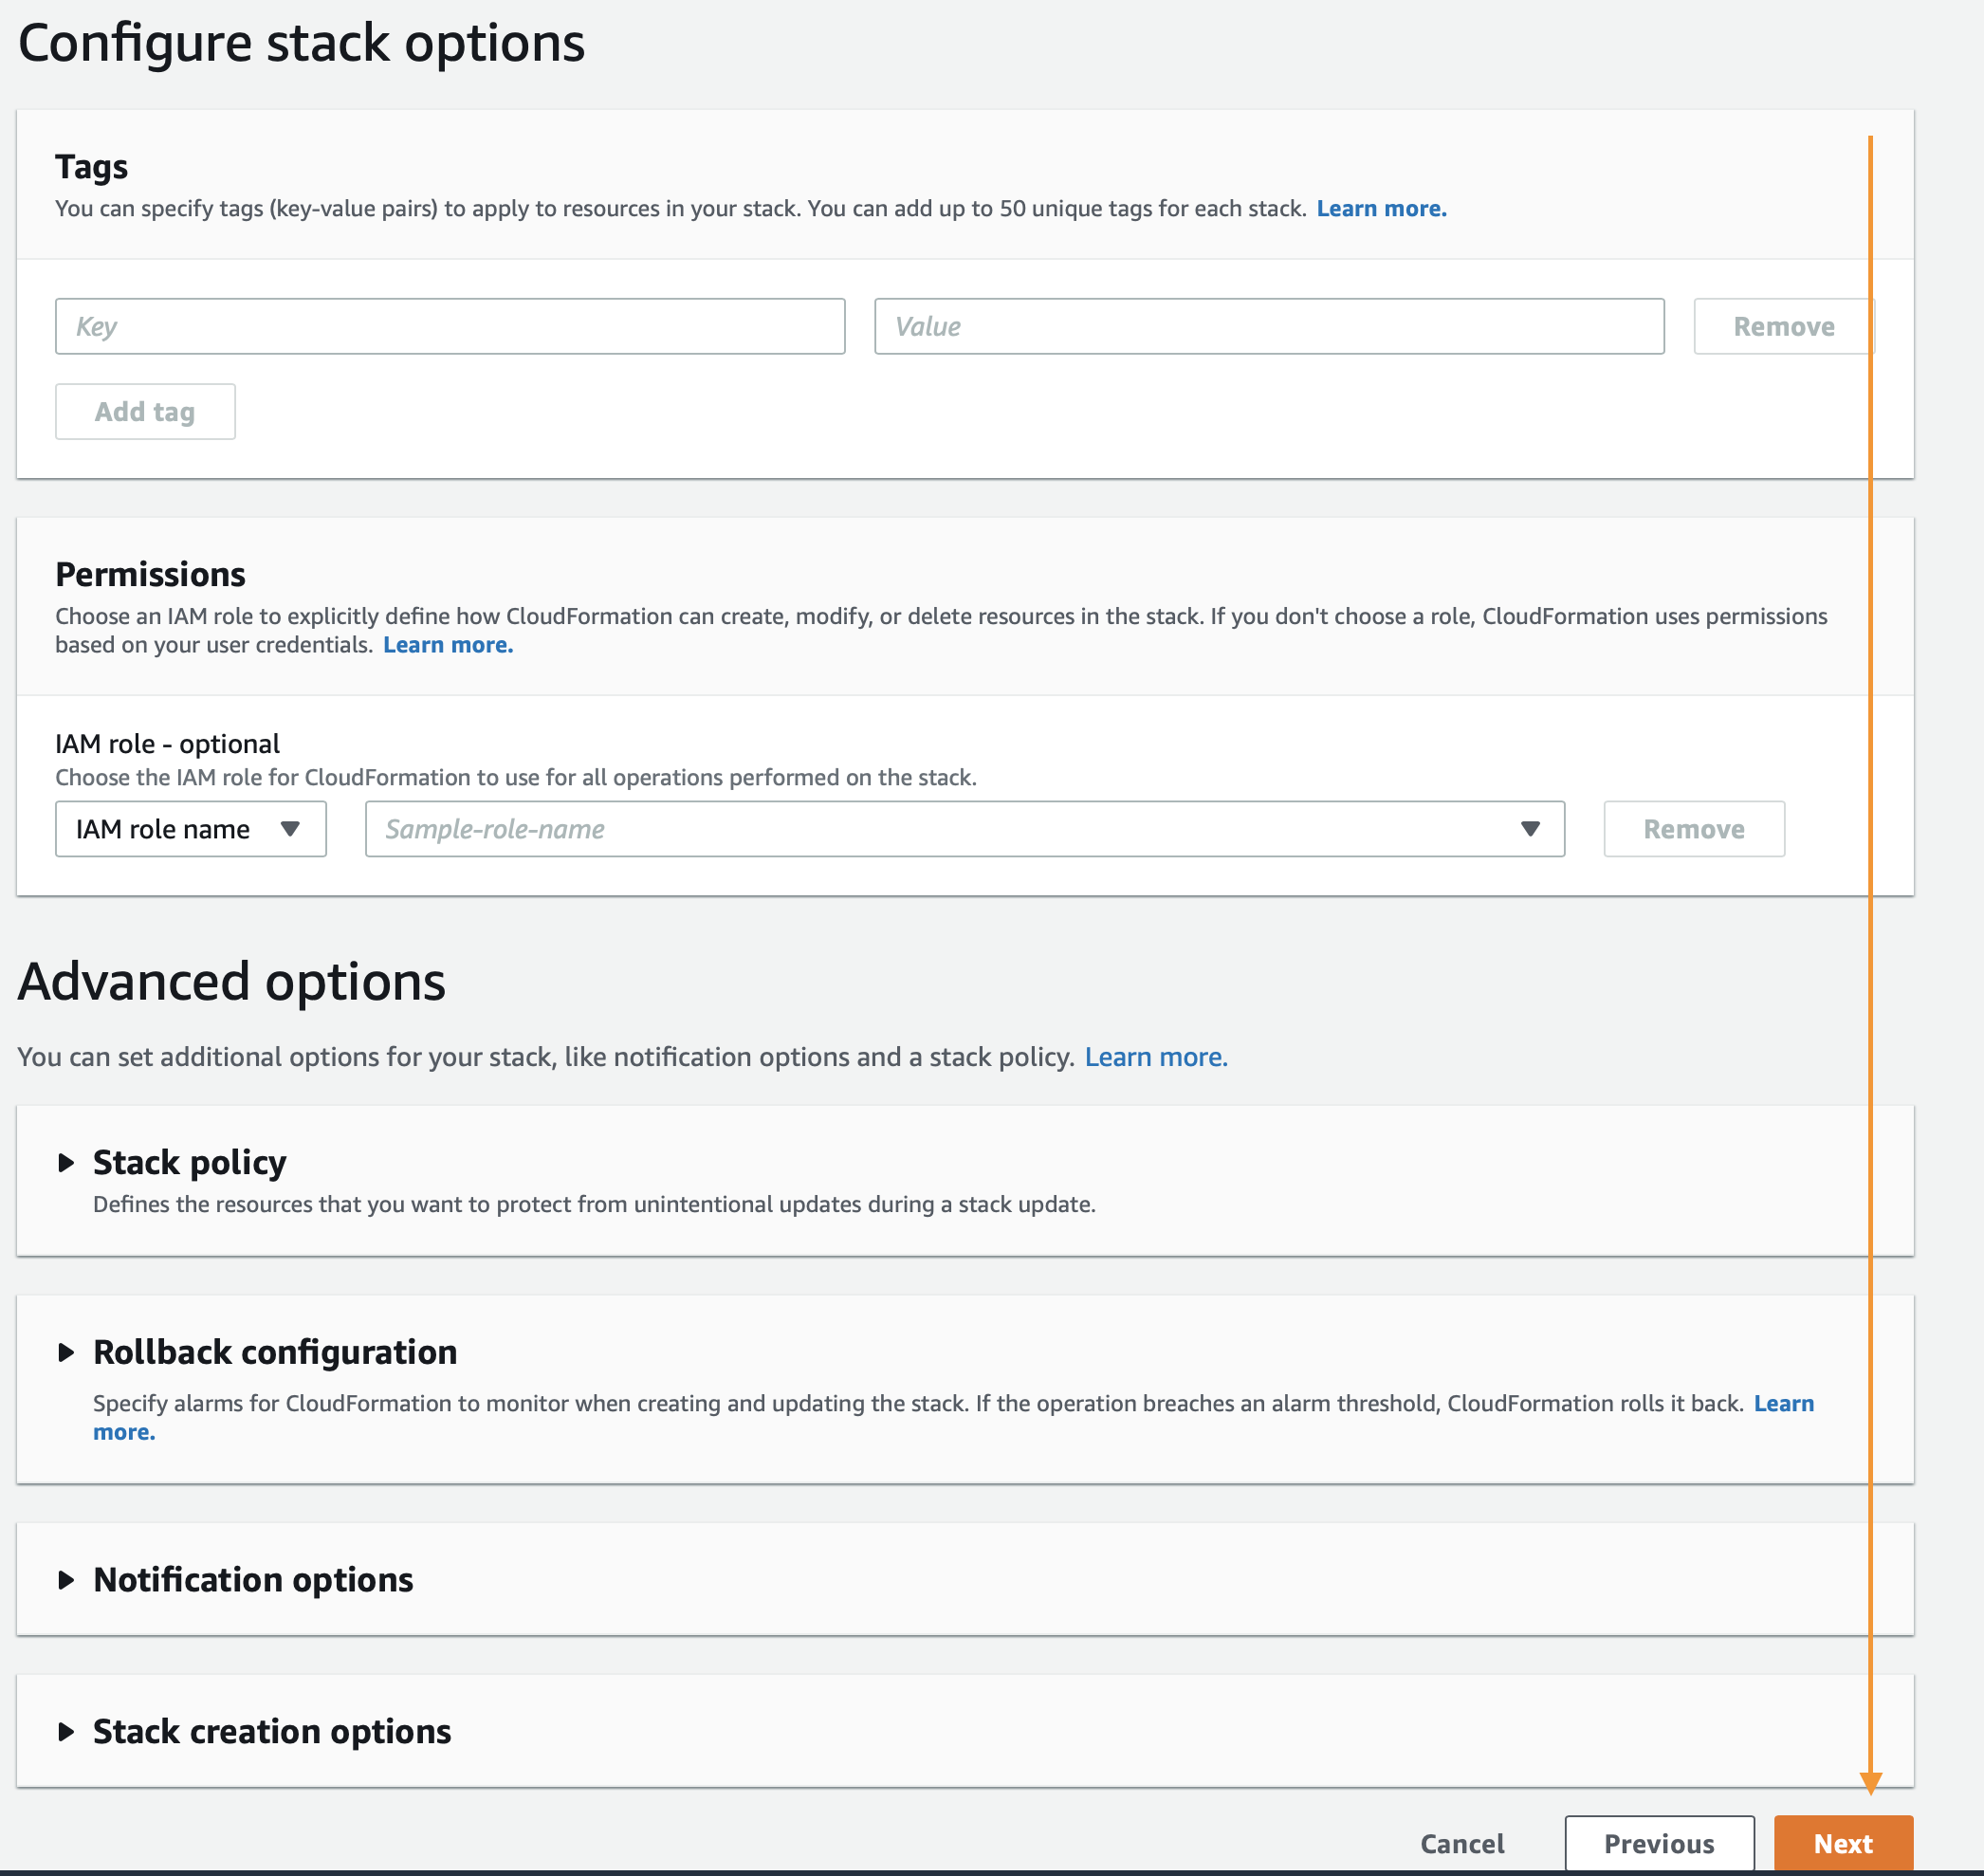 Configure stack options
Tags
You can specify tags (key-value pairs) to apply to resources in your stack. You can add up to 50 unique tags for each stack. Learn more.
Key
Value
Remove
Add tag
Permissions
Choose an IAM role to explicitly define how CloudFormation can create, modify, or delete resources in the stack. If you don't choose a role, CloudFormation uses permissions
based on your user credentials. Learn more.
IAM role - optional
Choose the IAM role for CloudFormation to use for all operations performed on the stack.
IAM role name
Sample-role-name
Remove
Advanced options
You can set additional options for your stack, like notification options and a stack policy. Learn more.
Stack policy
Defines the resources that you want to protect from unintentional updates during a stack update.
Rollback configuration
Specify alarms for CloudFormation to monitor when creating and updating the stack. If the operation breaches an alarm threshold, CloudFormation rolls it back. Learn
more.
Notification options
Stack creation options
Cancel
Previous
Next